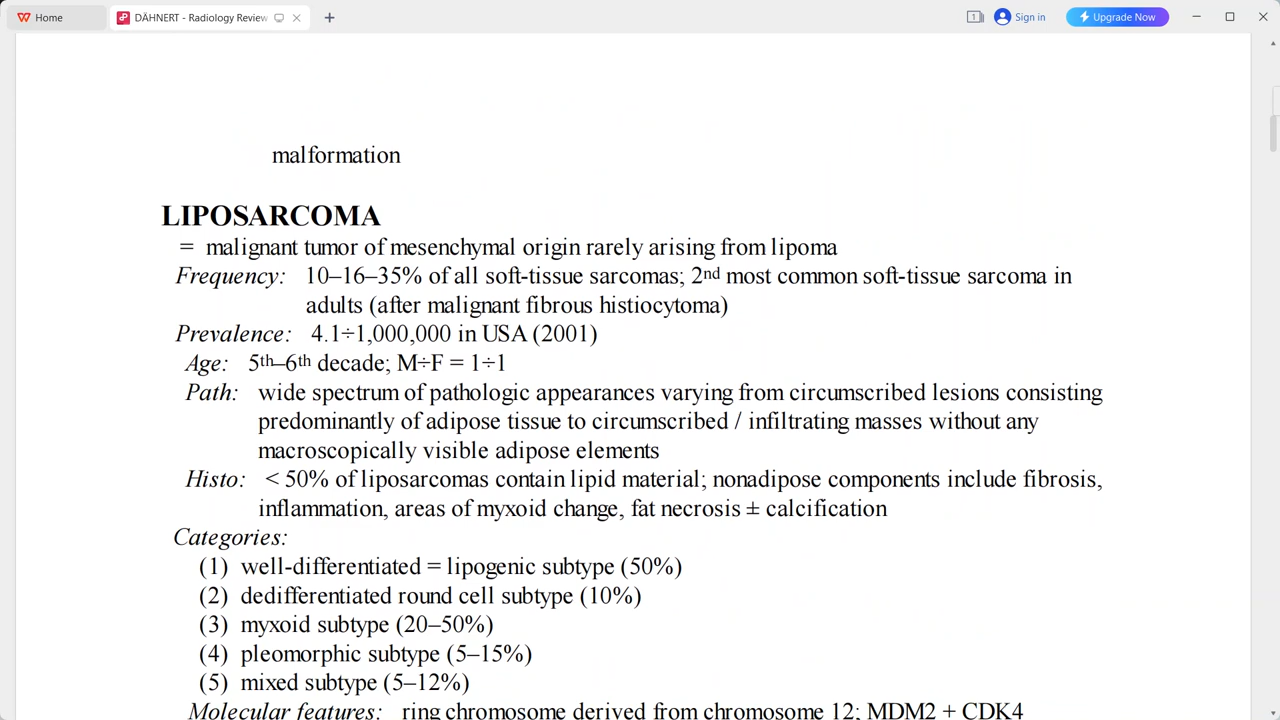 Home
DÄHNERT - Radiology Review
1
Sign in
Upgrade Now
malformation
LIPOSARCOMA
= malignant tumor of mesenchymal origin rarely arising from lipoma
Frequency: 10–16–35% of all soft-tissue sarcomas; 2nd most common soft-tissue sarcoma in
adults (after malignant fibrous histiocytoma)
Prevalence: 4.1÷1,000,000 in USA (2001)
Age: 5th–6th decade; M÷F = 1÷1
Path: wide spectrum of pathologic appearances varying from circumscribed lesions consisting
predominantly of adipose tissue to circumscribed / infiltrating masses without any
macroscopically visible adipose elements
Histo: < 50% of liposarcomas contain lipid material; nonadipose components include fibrosis,
inflammation, areas of myxoid change, fat necrosis ± calcification
Categories:
(1) well-differentiated = lipogenic subtype (50%)
(2) dedifferentiated round cell subtype (10%)
(3) myxoid subtype (20–50%)
(4) pleomorphic subtype (5–15%)
(5) mixed subtype (5–12%)
Molecular features: ring chromosome derived from chromosome 12; MDM2 + CDK4